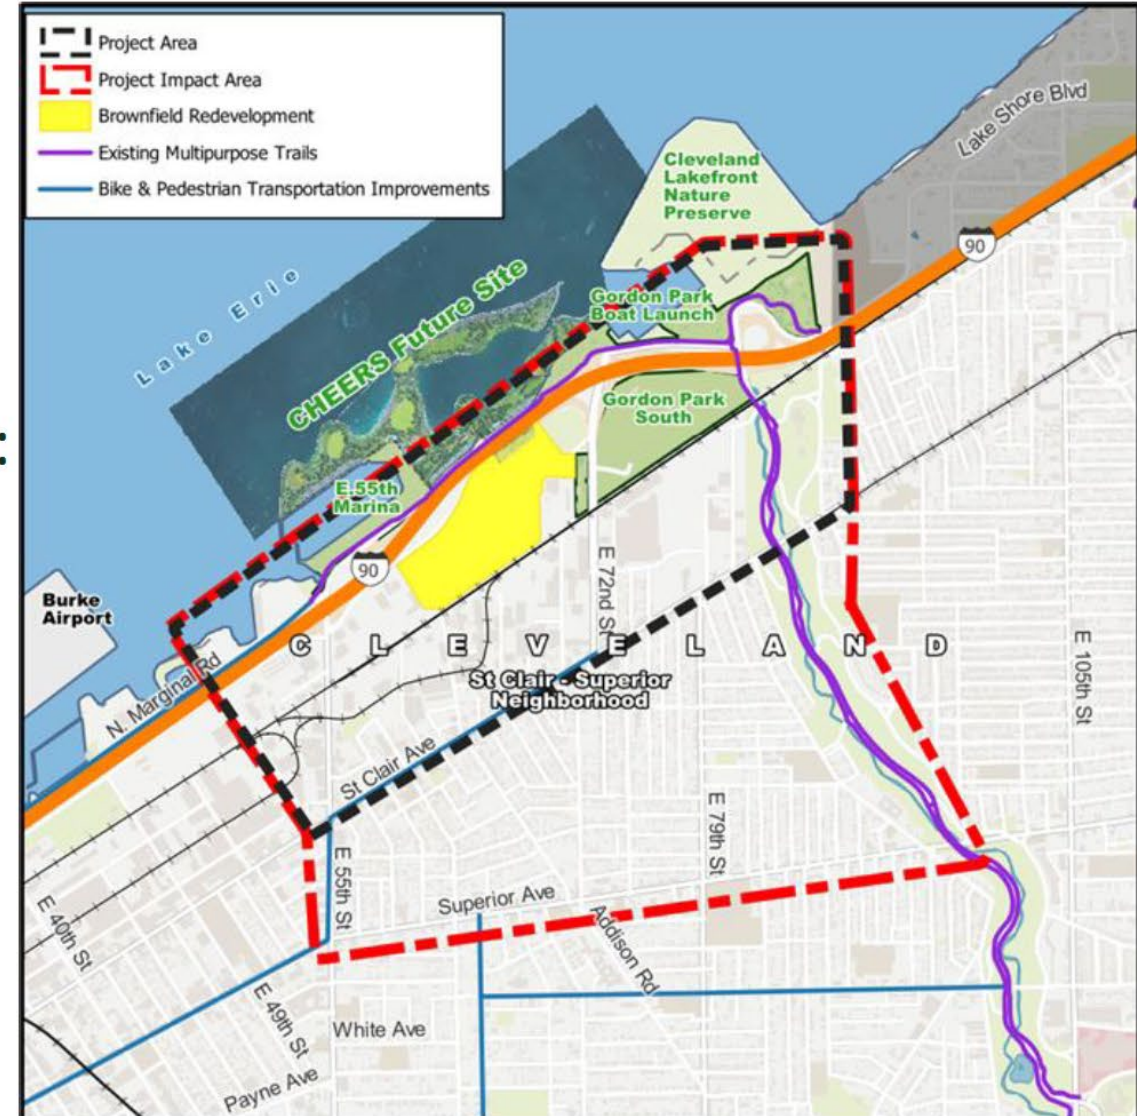 Project Area
Project Impact Area
Brownfield Redevelopment
Existing Multipurpose Trails
Bike & Pedestrian Transportation Improvements
Lake Shore Blvd
Cleveland
Lakefront
Nature
Preserve
90
Lake Erie
CHEERS Future Site
Gordon Park
Boat Launch
Gordon Park
South
:
E.55th
Marina
90
Burke
Airport
E 72nd St
CLEVELAND
N. Marginal Rd
St Clair - Superior
Neighborhood
E 105th St
St Clair Ave
E 79th St
E 55th St
Superior Ave
E 40th St
Addison Rd
E 49th St
White Ave
Payne Ave